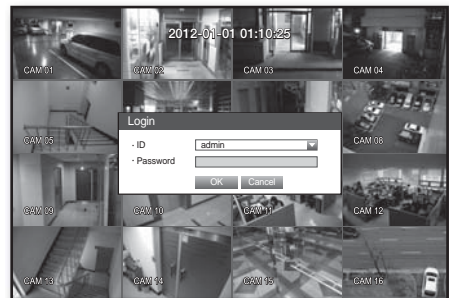 2012-01-01 01:10:25
CAM 01
CAM 02
CAM 03
CAM 04
Login
CAM 05
CAM 08
· ID
admin
· Password
OK
Cancel
CAM 09
CAM 10
CAM 11
CAM 12
CAM 13
CAM 14
CAM 15
CAM 16